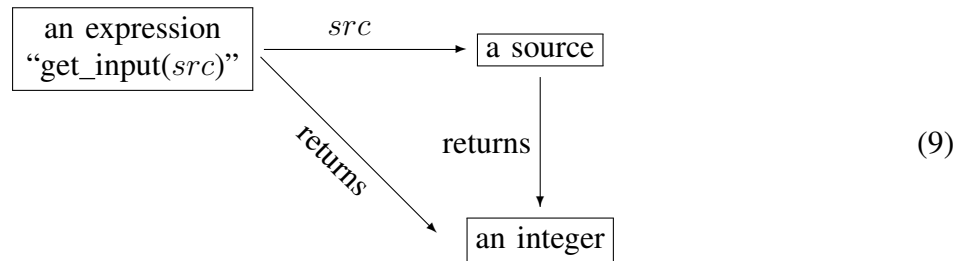 an expression
“get_input(src)”
src
a source
returns
returns
(9)
an integer